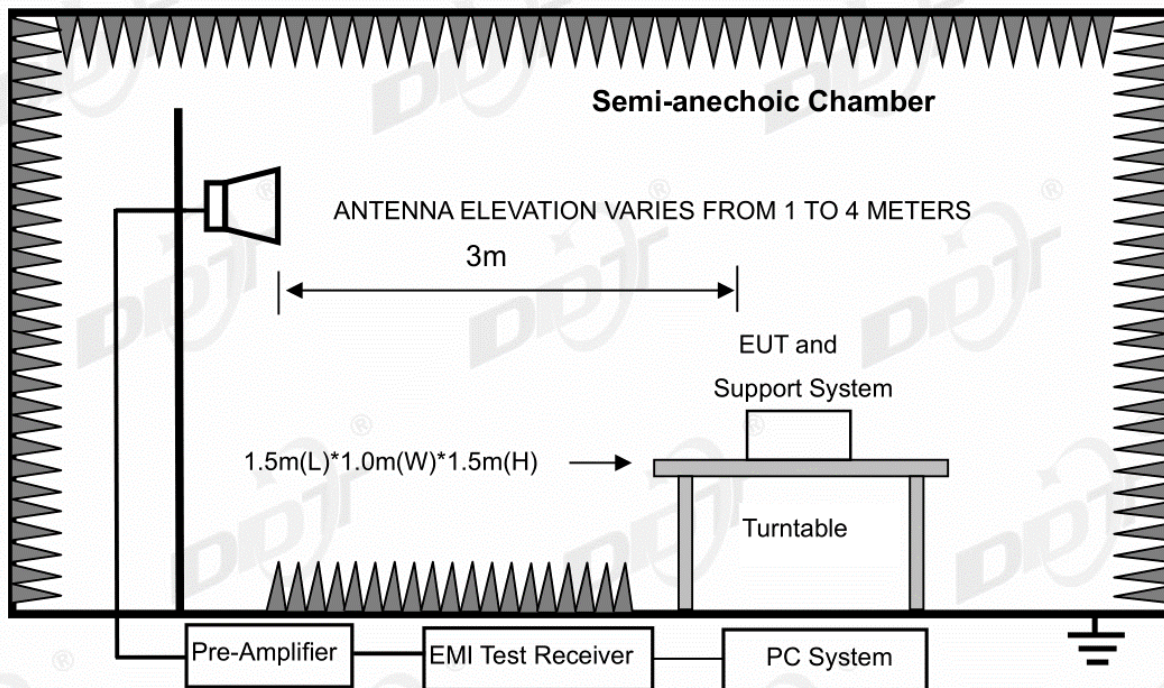 Semi-anechoic Chamber
ANTENNA ELEVATION VARIES FROM 1 TO 4 METERS
3m
EUT and
Support System
1.5m(L)*1.0m(W)*1.5m(H)
Turntable
Pre-Amplifier
EMI Test Receiver
PC System
DDT®